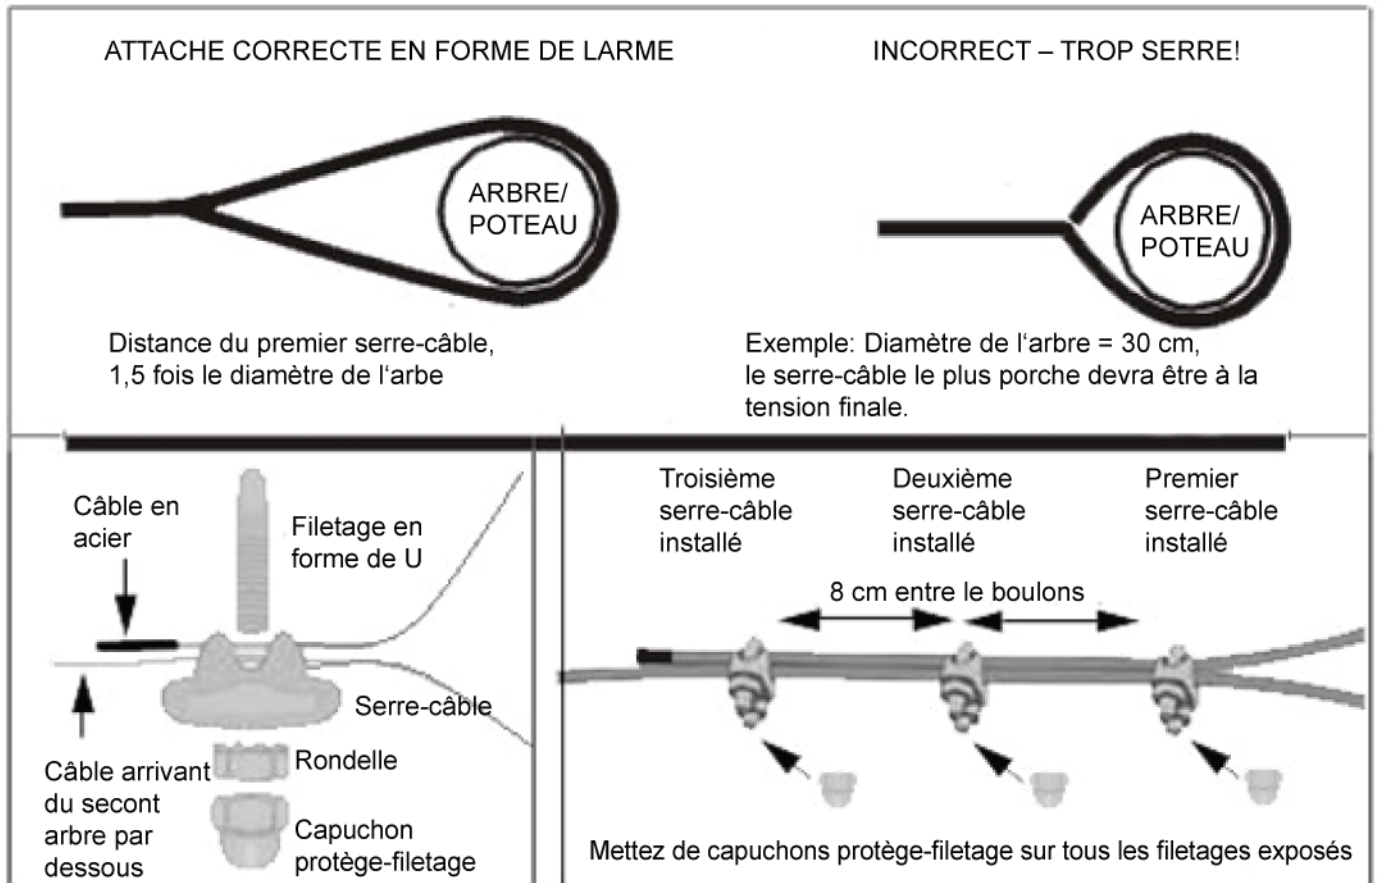 ATTACHE CORRECTE EN FORME DE LARME
INCORRECT – TROP SERRE!
ARBRE/
POTEAU
ARBRE/
POTEAU
Distance du premier serre-câble,
1,5 fois le diamètre de l‘arbe
Exemple: Diamètre de l‘arbre = 30 cm,
le serre-câble le plus porche devra être à la
tension finale.
Câble en
acier
Filetage en
forme de U
Serre-câble
Rondelle
Câble arrivant
du secont
arbre par
dessous
Capuchon
protège-filetage
Troisième
serre-câble
installé
Deuxième
serre-câble
installé
Premier
serre-câble
installé
8 cm entre le boulons
Mettez de capuchons protège-filetage sur tous les filetages exposés